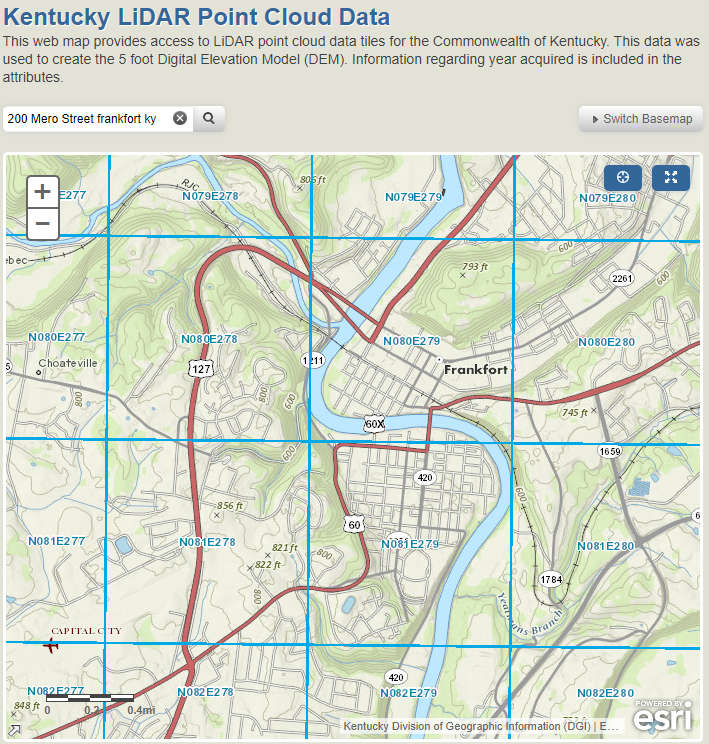 Kentucky LiDAR Point Cloud Data
This web map provides access to LiDAR point cloud data tiles for the Commonwealth of Kentucky. This data was
used to create the 5 foot Digital Elevation Model (DEM). Information regarding year acquired is included in the
attributes.
200 Mero Street frankfort ky
Switch Basemap
+
−
E277
RJC
N079E278
806 ft
N079E279
N079E280
600
793 ft
2261
600
N080E277
N080E278
N080E279
N080E280
5
Choateville
127
1211
Frankfort
800
800
600
60X
745 ft
600
1659
420
600
856 ft
60
N081E277
N081E278
N081E279
N081E280
821 ft
822 ft
800
800
1784
Yeatmans Branch
CAPITAL CITY
420
N082E277
N082E278
N082E279
N082E280
848 ft
0
0.2
0.4mi
Kentucky Division of Geographic Information (DGI) | E…
POWERED BY
esri